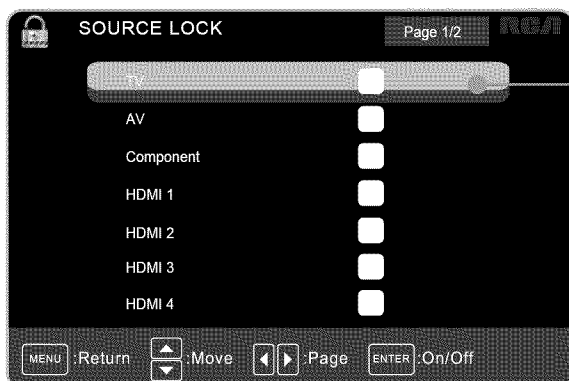 SOURCE LOCK
Page 1/2
RCA
TV
AV
Component
HDMI 1
HDMI 2
HDMI 3
HDMI 4
MENU :Return :Move :Page ENTER :On/Off